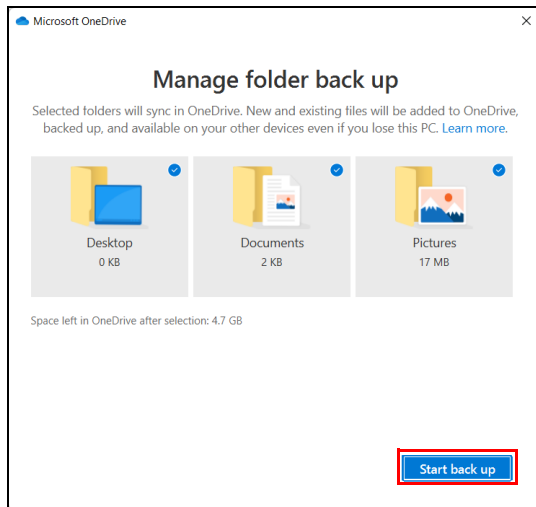 Microsoft OneDrive
Manage folder back up
Selected folders will sync in OneDrive. New and existing files will be added to OneDrive,
backed up, and available on your other devices even if you lose this PC. Learn more.
Desktop
0 KB
Documents
2 KB
Pictures
17 MB
Space left in OneDrive after selection: 4.7 GB
Start back up